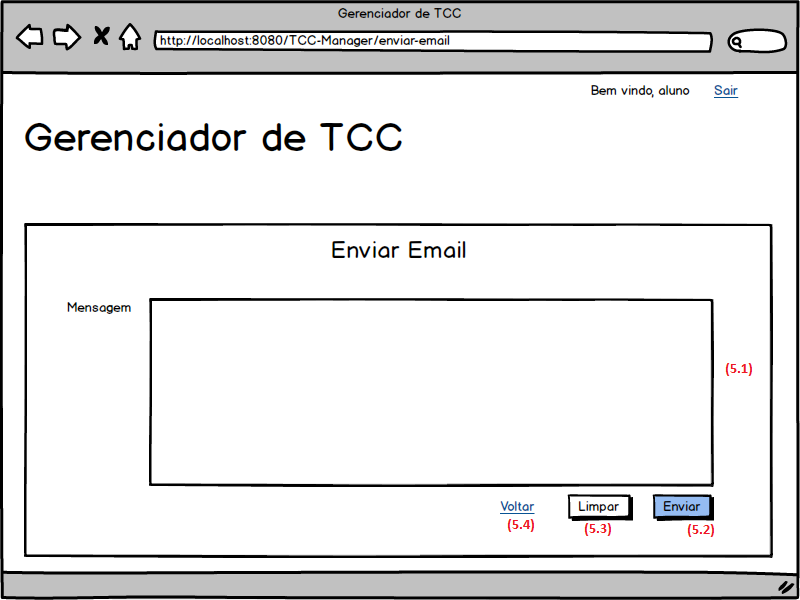 Gerenciador de TCC
http://localhost:8080/TCC-Manager/enviar-email
Bem vindo, aluno Sair
Gerenciador de TCC
Enviar Email
Mensagem
(5.1)
Voltar Limpar Enviar
(5.4) (5.3) (5.2)